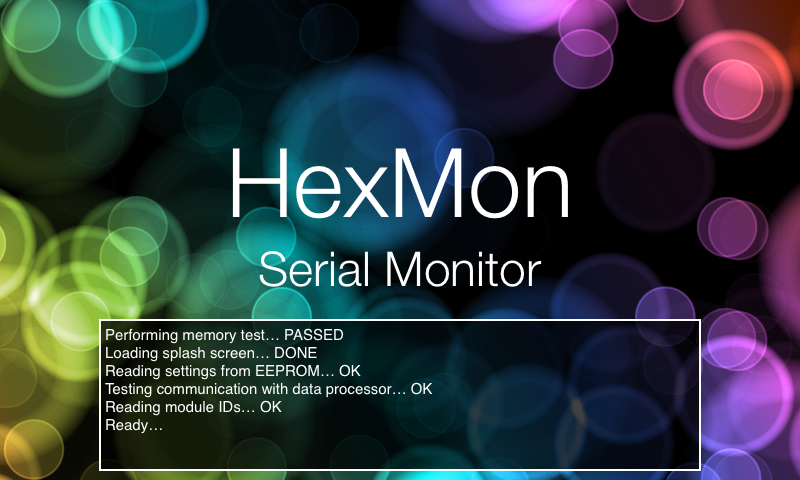 HexMon
Serial Monitor
Performing memory test… PASSED
Loading splash screen… DONE
Reading settings from EEPROM… OK
Testing communication with data processor… OK
Reading module IDs… OK
Ready…